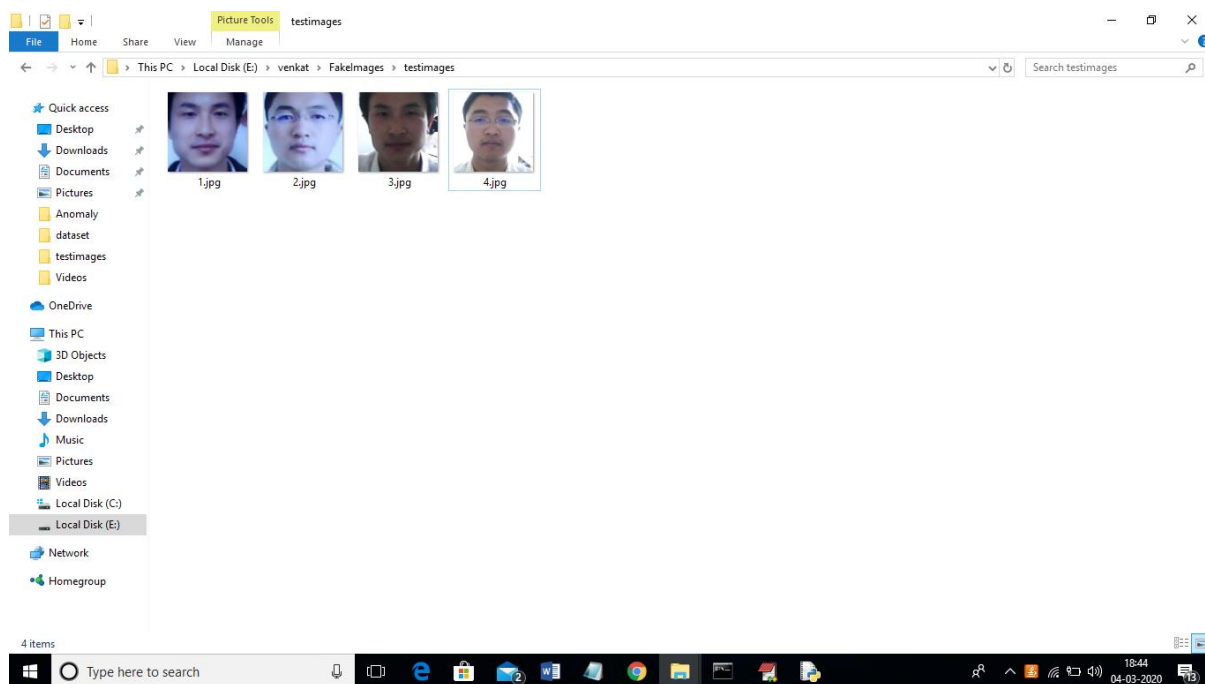 Picture Tools testimages
File Home Share View Manage
This PC > Local Disk (E:) > venkat > FakeImages > testimages
Search testimages
Quick access
Desktop
Downloads
Documents
Pictures
Anomaly
dataset
testimages
Videos
OneDrive
This PC
3D Objects
Desktop
Documents
Downloads
Music
Pictures
Videos
Local Disk (C:)
Local Disk (E:)
Network
Homegroup
1.jpg 2.jpg 3.jpg 4.jpg
4 items
Type here to search
2
18:44
04-03-2020
13